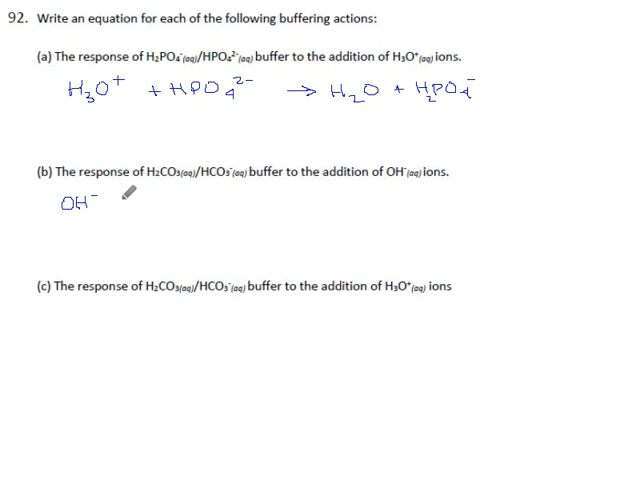 92. Write an equation for each of the following buffering actions:
(a) The response of H₂PO₄⁻(aq)/HPO₄²⁻(aq) buffer to the addition of H₃O⁺(aq) ions.
H₃O⁺ + HPO₄²⁻ → H₂O + H₂PO₄⁻
(b) The response of H₂CO₃(aq)/HCO₃⁻(aq) buffer to the addition of OH⁻(aq) ions.
OH⁻
(c) The response of H₂CO₃(aq)/HCO₃⁻(aq) buffer to the addition of H₃O⁺(aq) ions